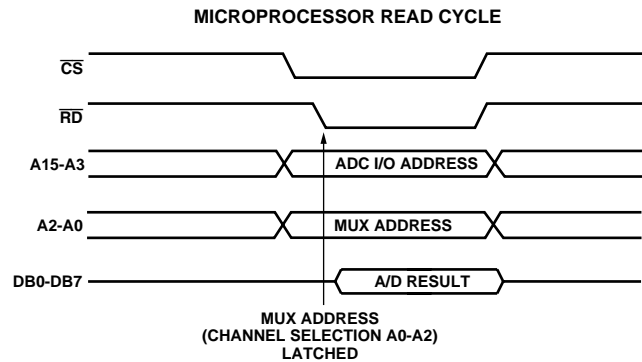 MICROPROCESSOR READ CYCLE
CS
RD
A15-A3
ADC I/O ADDRESS
A2-A0
MUX ADDRESS
DB0-DB7
A/D RESULT
MUX ADDRESS
(CHANNEL SELECTION A0-A2)
LATCHED